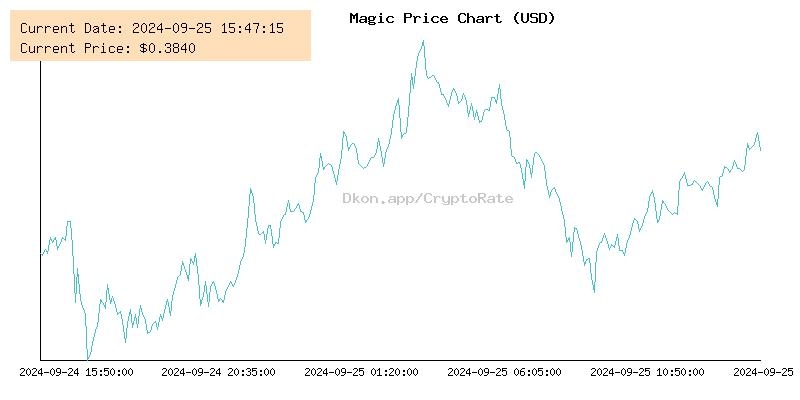 Magic Price Chart (USD)
Current Date: 2024-09-25 15:47:15
Current Price: $0.3840
Dkon.app/CryptoRate
2024-09-24 15:50:00 2024-09-24 20:35:00 2024-09-25 01:20:00 2024-09-25 06:05:00 2024-09-25 10:50:00 2024-09-25